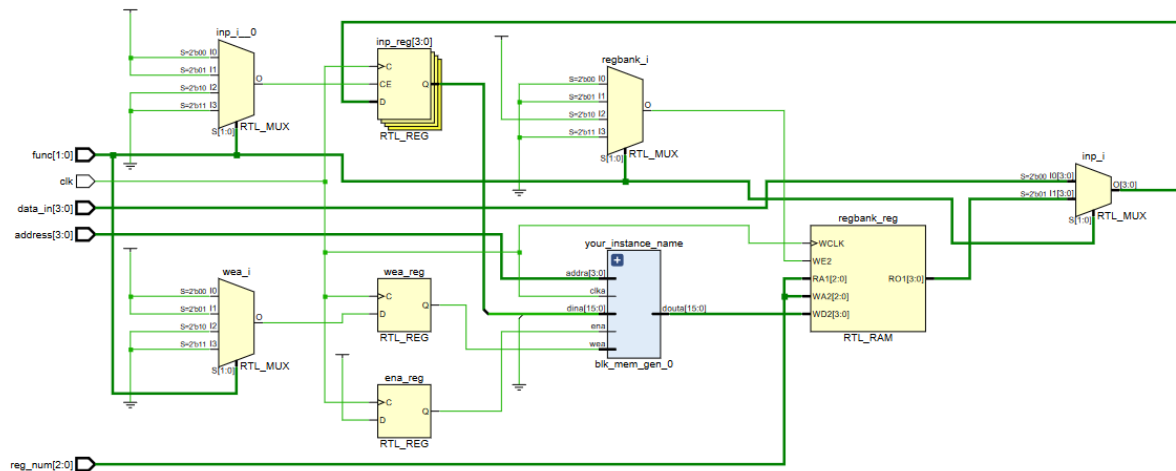 inp_i__0
S=2'b00 I0
S=2'b01 I1
S=2'b10 I2
S=2'b11 I3
O
S[1:0]
RTL_MUX
inp_reg[3:0]
C
CE
D
Q
RTL_REG
regbank_i
S=2'b00 I0
S=2'b01 I1
S=2'b10 I2
S=2'b11 I3
O
S[1:0]
RTL_MUX
func[1:0]
clk
data_in[3:0]
address[3:0]
inp_i
S=2'b00 I0[3:0]
S=2'b01 I1[3:0]
O[3:0]
S[1:0]
RTL_MUX
wea_i
S=2'b00 I0
S=2'b01 I1
S=2'b10 I2
S=2'b11 I3
O
S[1:0]
RTL_MUX
wea_reg
C
D
Q
RTL_REG
ena_reg
C
D
Q
RTL_REG
your_instance_name
addra[3:0]
clka
dina[15:0]
ena
wea
douta[15:0]
blk_mem_gen_0
regbank_reg
WCLK
WE2
RA1[2:0]
WA2[2:0]
WD2[3:0]
RO1[3:0]
RTL_RAM
reg_num[2:0]